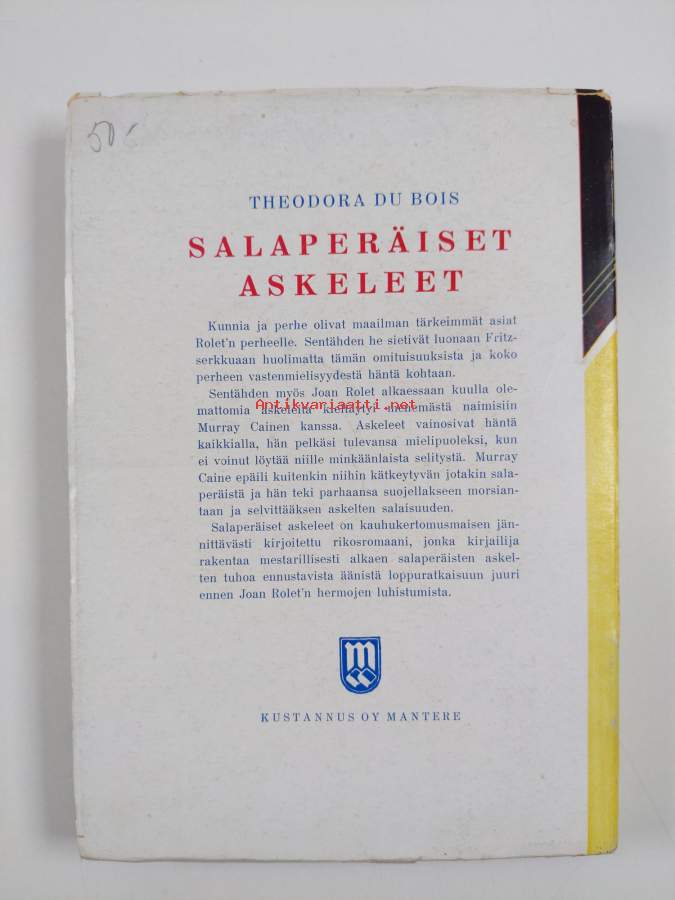 50
THEODORA DU BOIS
SALAPERÄISET
ASKELEET
Kunnia ja perhe olivat maailman tärkeimmät asiat
Rolet'n perheelle. Sentähden he sietivät luonaan Fritz-
serkkuaan huolimatta tämän omituisuuksista ja koko
perheen vastenmielisyydestä häntä kohtaan.
Sentähden myös Joan Rolet alkaessaan kuulla ole-
mattomia askeleita kieltäytyi menemästä naimisiin
Antikvariaatti.net
Murray Cainen kanssa. Askeleet vainosivat häntä
kaikkialla, hän pelkäsi tulevansa mielipuoleksi, kun
ei voinut löytää niille minkäänlaista selitystä. Murray
Caine epäili kuitenkin niihin kätkeytyvän jotakin sala-
peräistä ja hän teki parhaansa suojellakseen morsian-
taan ja selvittääksen askelten salaisuuden.
Salaperäiset askeleet on kauhukertomusmaisen jän-
nittävästi kirjoitettu rikosromaani, jonka kirjailija
rakentaa mestarillisesti alkaen salaperäisten askel-
ten tuhoa ennustavista äänistä loppuratkaisuun juuri
ennen Joan Rolet'n hermojen luhistumista.
KUSTANNUS OY MANTERE